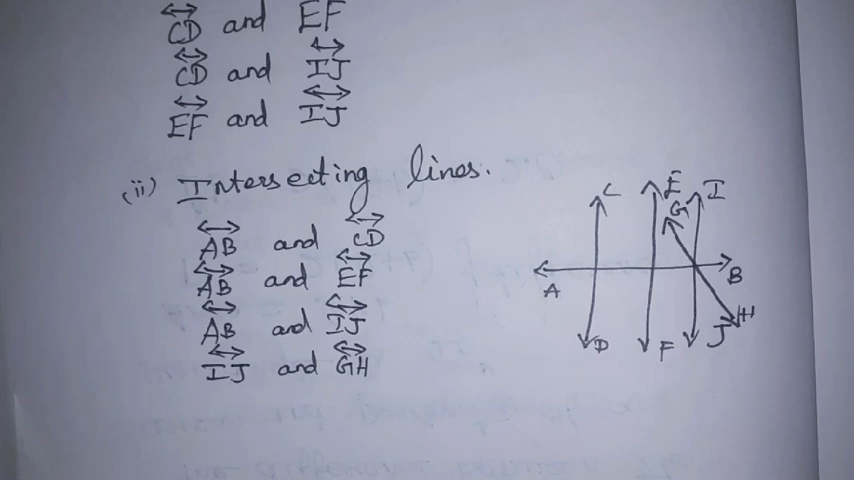 CD and EF
CD and IJ
EF and IJ
(ii) Intersecting lines.
AB and CD
AB and EF
AB and IJ
IJ and GH
C E I
G
A B
H
D F J